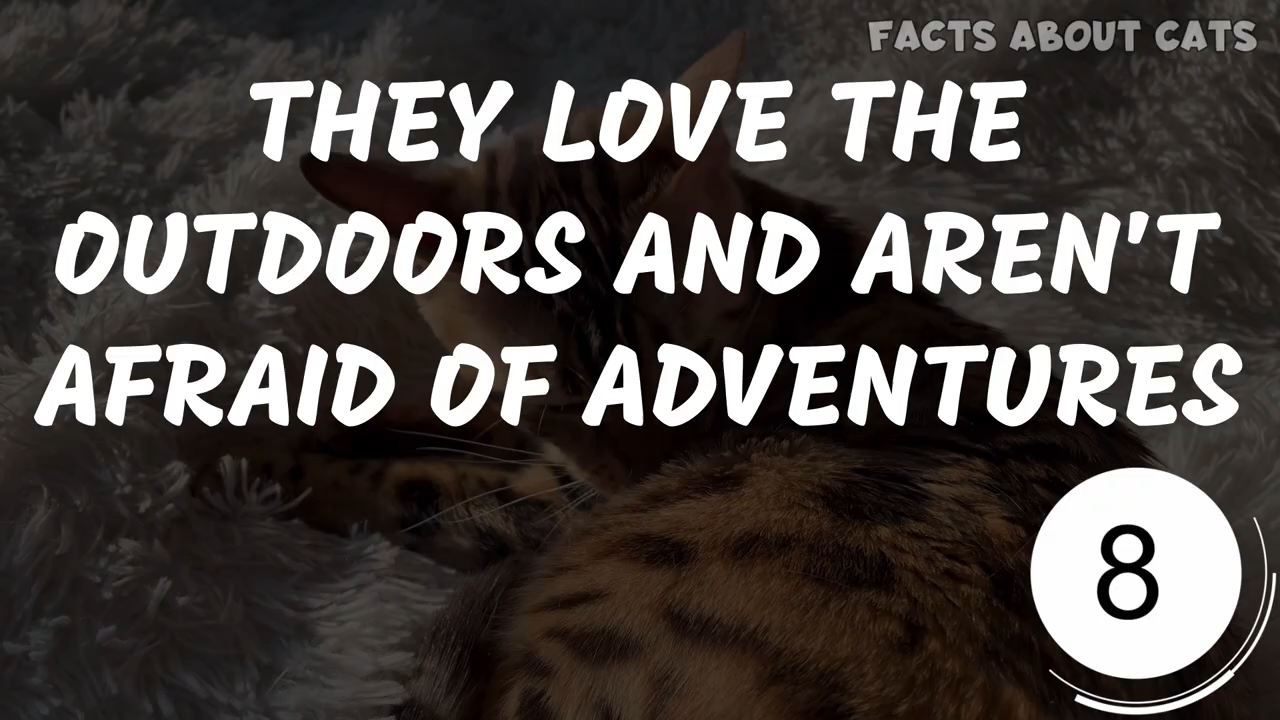 FACTS ABOUT CATS
THEY LOVE THE
OUTDOORS AND AREN'T
AFRAID OF ADVENTURES
8